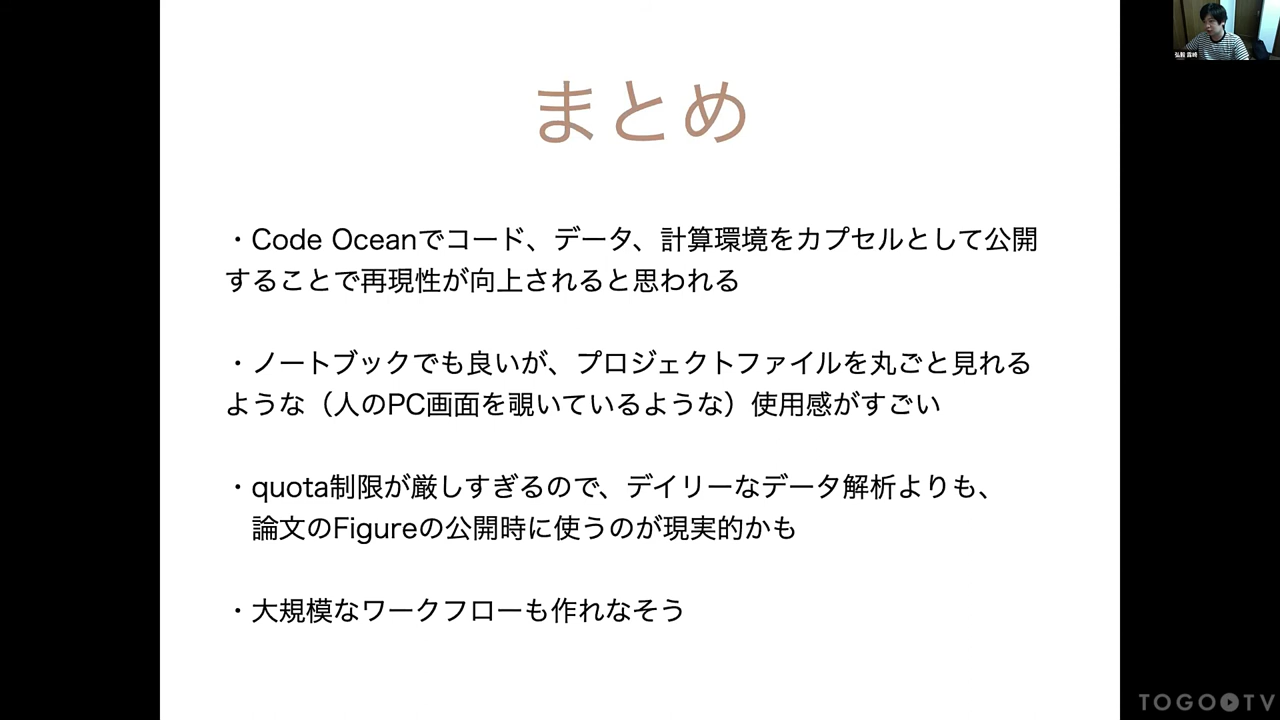 まとめ
・Code Oceanでコード、データ、計算環境をカプセルとして公開
することで再現性が向上されると思われる
・ノートブックでも良いが、プロジェクトファイルを丸ごと見れる
ような（人のPC画面を覗いているような）使用感がすごい
・quota制限が厳しすぎるので、デイリーなデータ解析よりも、
論文のFigureの公開時に使うのが現実的かも
・大規模なワークフローも作れなそう
TOGOTV